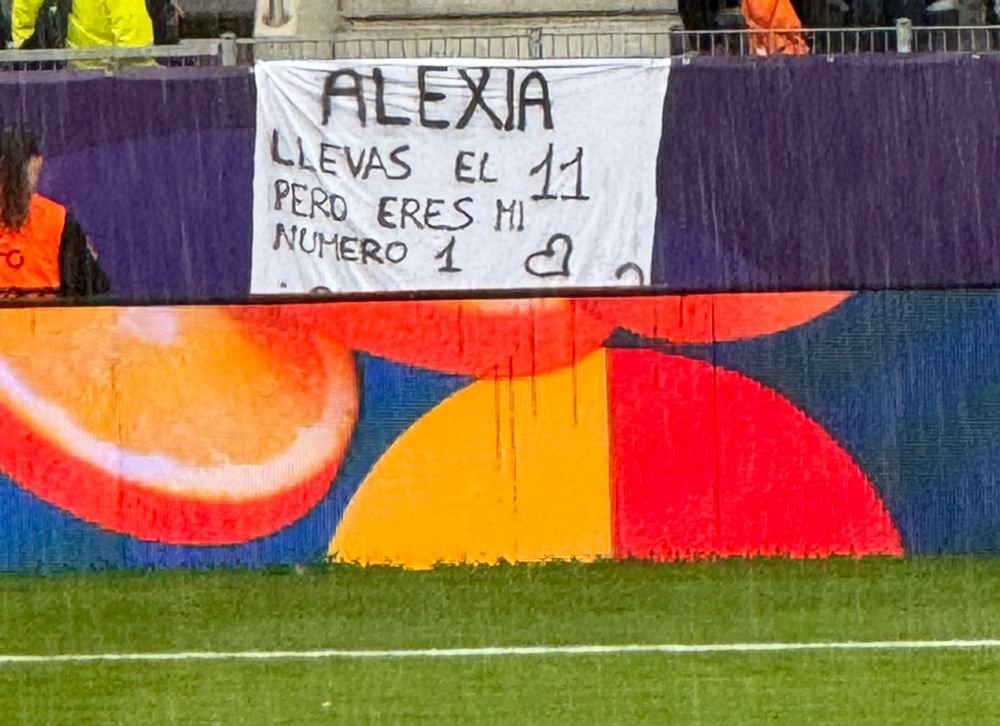 ALEXIA
LLEVAS EL 11
PERO ERES MI
NUMERO 1